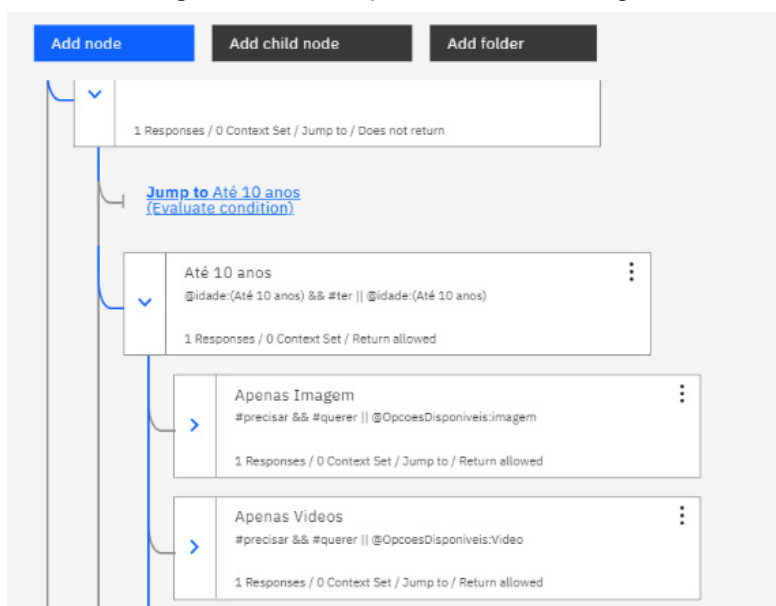 Add node
Add child node
Add folder
1 Responses / 0 Context Set / Jump to / Does not return
Jump to Até 10 anos
(Evaluate condition)
Até 10 anos
@idade:(Até 10 anos) && #ter || @idade:(Até 10 anos)
1 Responses / 0 Context Set / Return allowed
Apenas Imagem
#precisar && #querer || @OpcoesDisponiveis:imagem
1 Responses / 0 Context Set / Jump to / Return allowed
Apenas Videos
#precisar && #querer || @OpcoesDisponiveis:Video
1 Responses / 0 Context Set / Jump to / Return allowed